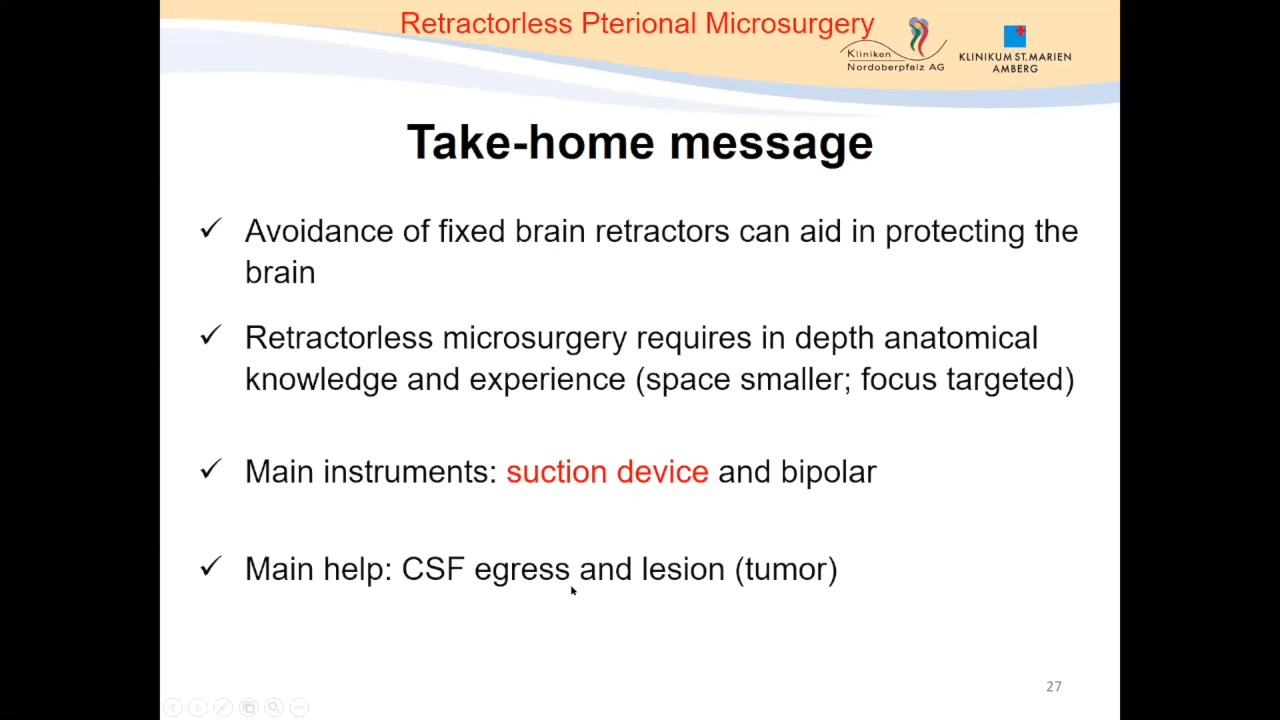 Retractorless Pterional Microsurgery
Kliniken
Nordoberpfalz AG
KLINIKUM ST. MARIEN
AMBERG
Take-home message
✓ Avoidance of fixed brain retractors can aid in protecting the
brain
✓ Retractorless microsurgery requires in depth anatomical
knowledge and experience (space smaller; focus targeted)
✓ Main instruments: suction device and bipolar
✓ Main help: CSF egress and lesion (tumor)
27